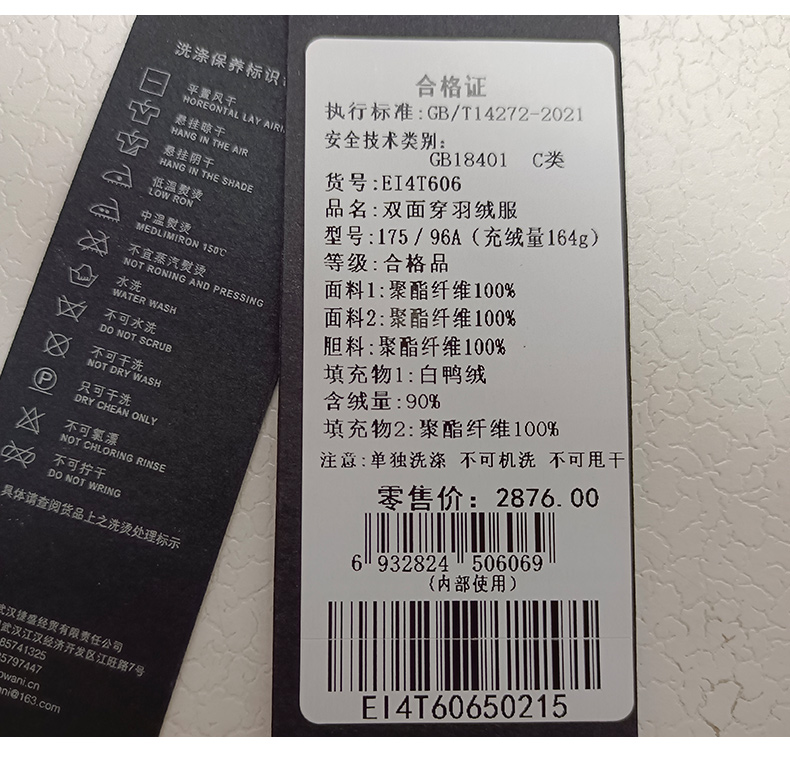 洗涤保养标识
平置风干
HOREONTAL LAY AIRI
悬挂晾干
HANG IN THE AIR
悬挂阴干
HANG IN THE SHADE
低温熨烫
LOW RON
中温熨烫
MEDLIMIRON 150℃
不宜蒸汽熨烫
NOT RONING AND PRESSING
水洗
WATER WASH
不可水洗
DO NOT SCRUB
不可干洗
NOT DRY WASH
P
只可干洗
DRY CHEAN ONLY
不可氯漂
NOT CHLORING RINSE
不可拧干
DO NOT WRING
具体请查阅货品上之洗烫处理标示
武汉捷盛经贸有限责任公司
武汉江汉经济开发区江旺路7号
85741325
85797447
owani.cn
ani@163.com
合格证
执行标准:GB/T14272-2021
安全技术类别:
GB18401 C类
货号:EI4T606
品名:双面穿羽绒服
型号:175/96A(充绒量164g)
等级:合格品
面料1:聚酯纤维100%
面料2:聚酯纤维100%
胆料:聚酯纤维100%
填充物1:白鸭绒
含绒量:90%
填充物2:聚酯纤维100%
注意:单独洗涤 不可机洗 不可甩干
零售价:2876.00
6 932824 506069
(内部使用)
EI4T60650215